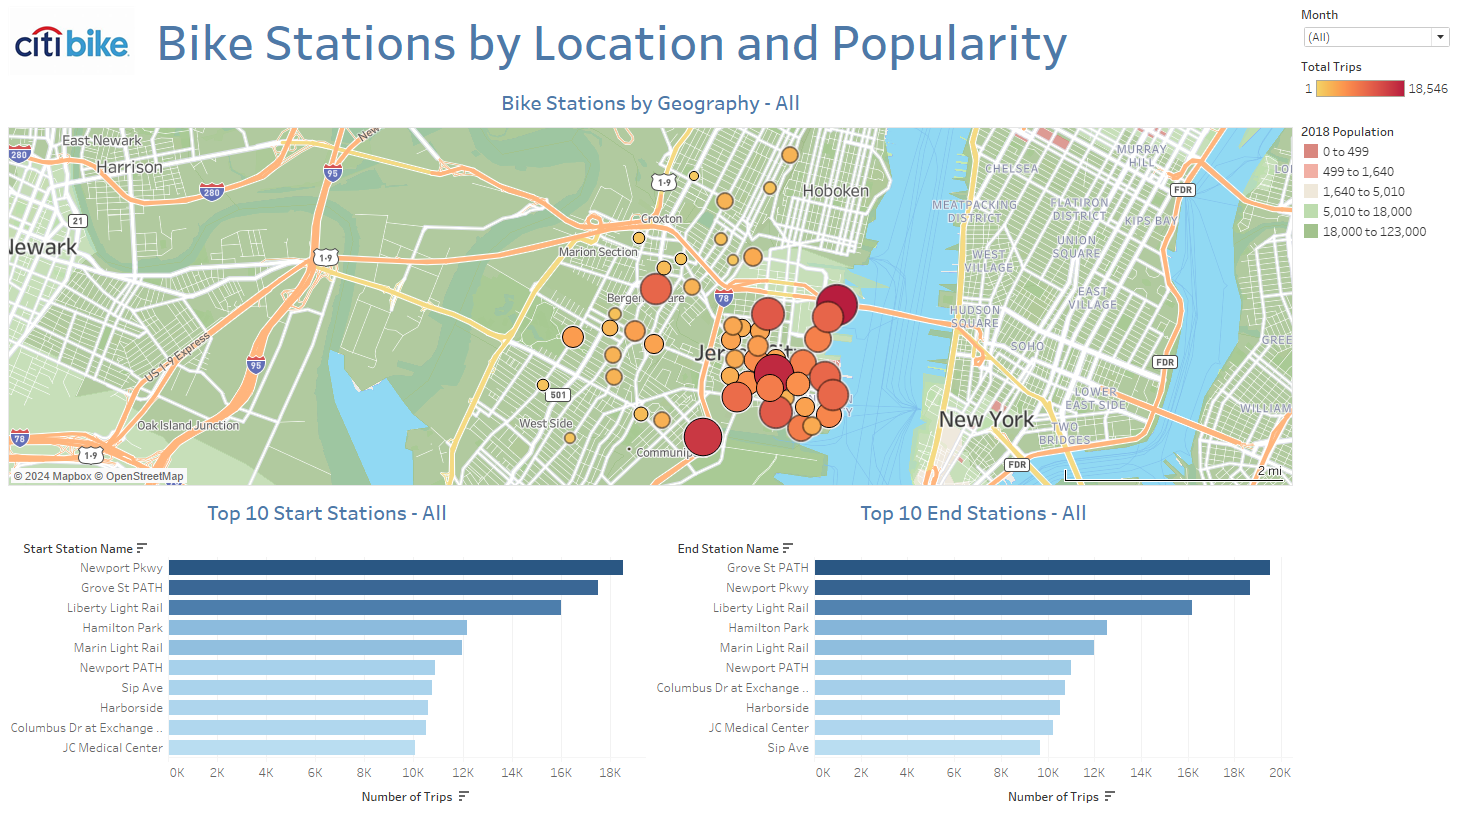 citi bike
Bike Stations by Location and Popularity
Month
(All)
Total Trips
1
18,546
2018 Population
0 to 499
499 to 1,640
1,640 to 5,010
5,010 to 18,000
18,000 to 123,000
Bike Stations by Geography - All
East Newark
New
280
Harrison
95
280
1-9
Hoboken
CHELSEA
MURRAY
HILL
LO
FDR
21
Croxton
MEATPACKING
DISTRICT
FLATIRON
DISTRICT
KIPS BAY
Newark
1-9
Marion Section
UNION
SQUARE
WEST
VILLAGE
78
EAST
VILLAGE
HUDSON
SQUARE
US 1-9 Express
SOHO
GREE
95
FDR
501
LOWER
EAST SIDE
WILLIAM
Oak Island Junction
West Side
New York
TWO
BRIDGES
78
1-9
FDR
© 2024 Mapbox © OpenStreetMap
2 mi
Top 10 Start Stations - All
Start Station Name
Newport Pkwy
Grove St PATH
Liberty Light Rail
Hamilton Park
Marin Light Rail
Newport PATH
Sip Ave
Harborside
Columbus Dr at Exchange ..
JC Medical Center
0K 2K 4K 6K 8K 10K 12K 14K 16K 18K
Number of Trips
Top 10 End Stations - All
End Station Name
Grove St PATH
Newport Pkwy
Liberty Light Rail
Hamilton Park
Marin Light Rail
Newport PATH
Columbus Dr at Exchange ..
Harborside
JC Medical Center
Sip Ave
0K 2K 4K 6K 8K 10K 12K 14K 16K 18K 20K
Number of Trips